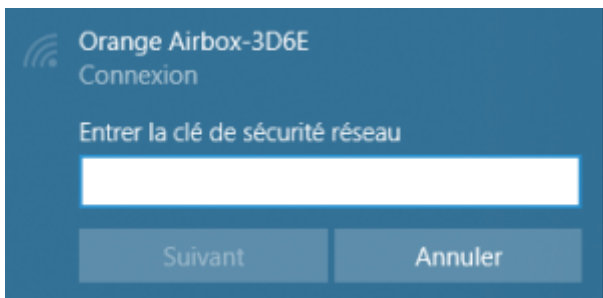 Orange Airbox-3D6E
Connexion
Entrer la clé de sécurité réseau
Suivant
Annuler